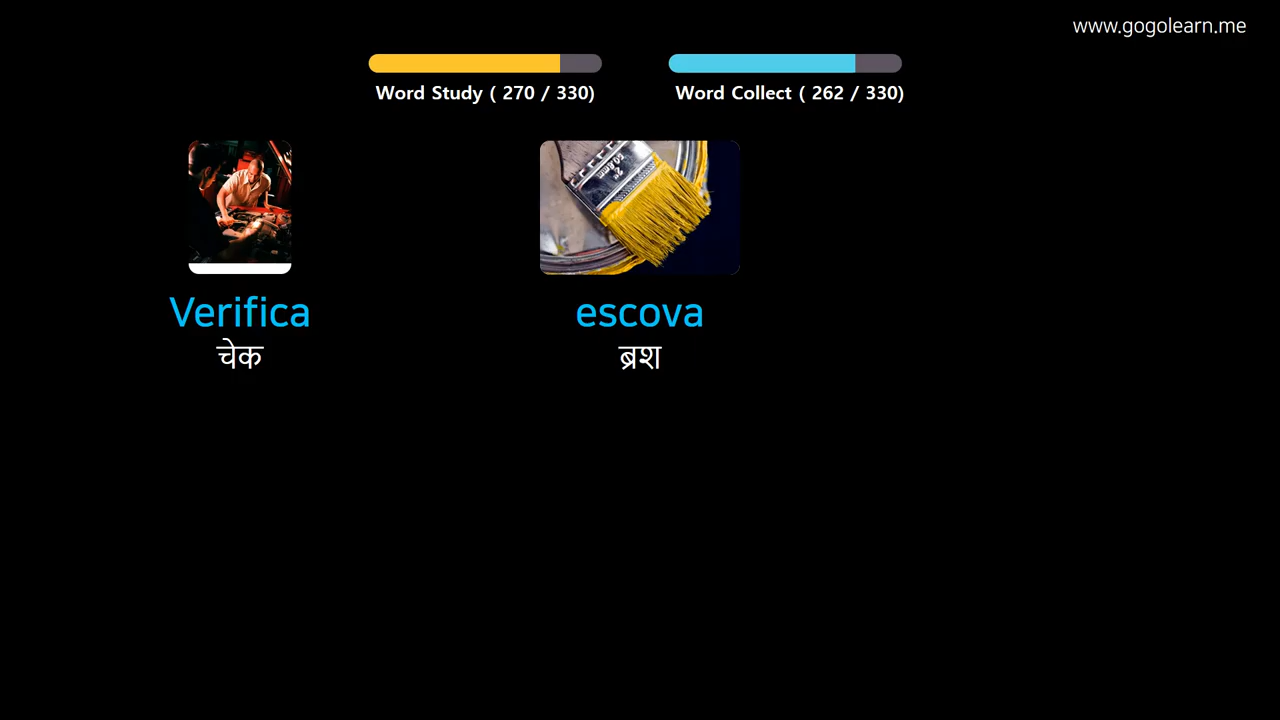 www.gogolearn.me
Word Study ( 270 / 330)
Word Collect ( 262 / 330)
Verifica
चेक
escova
ब्रश